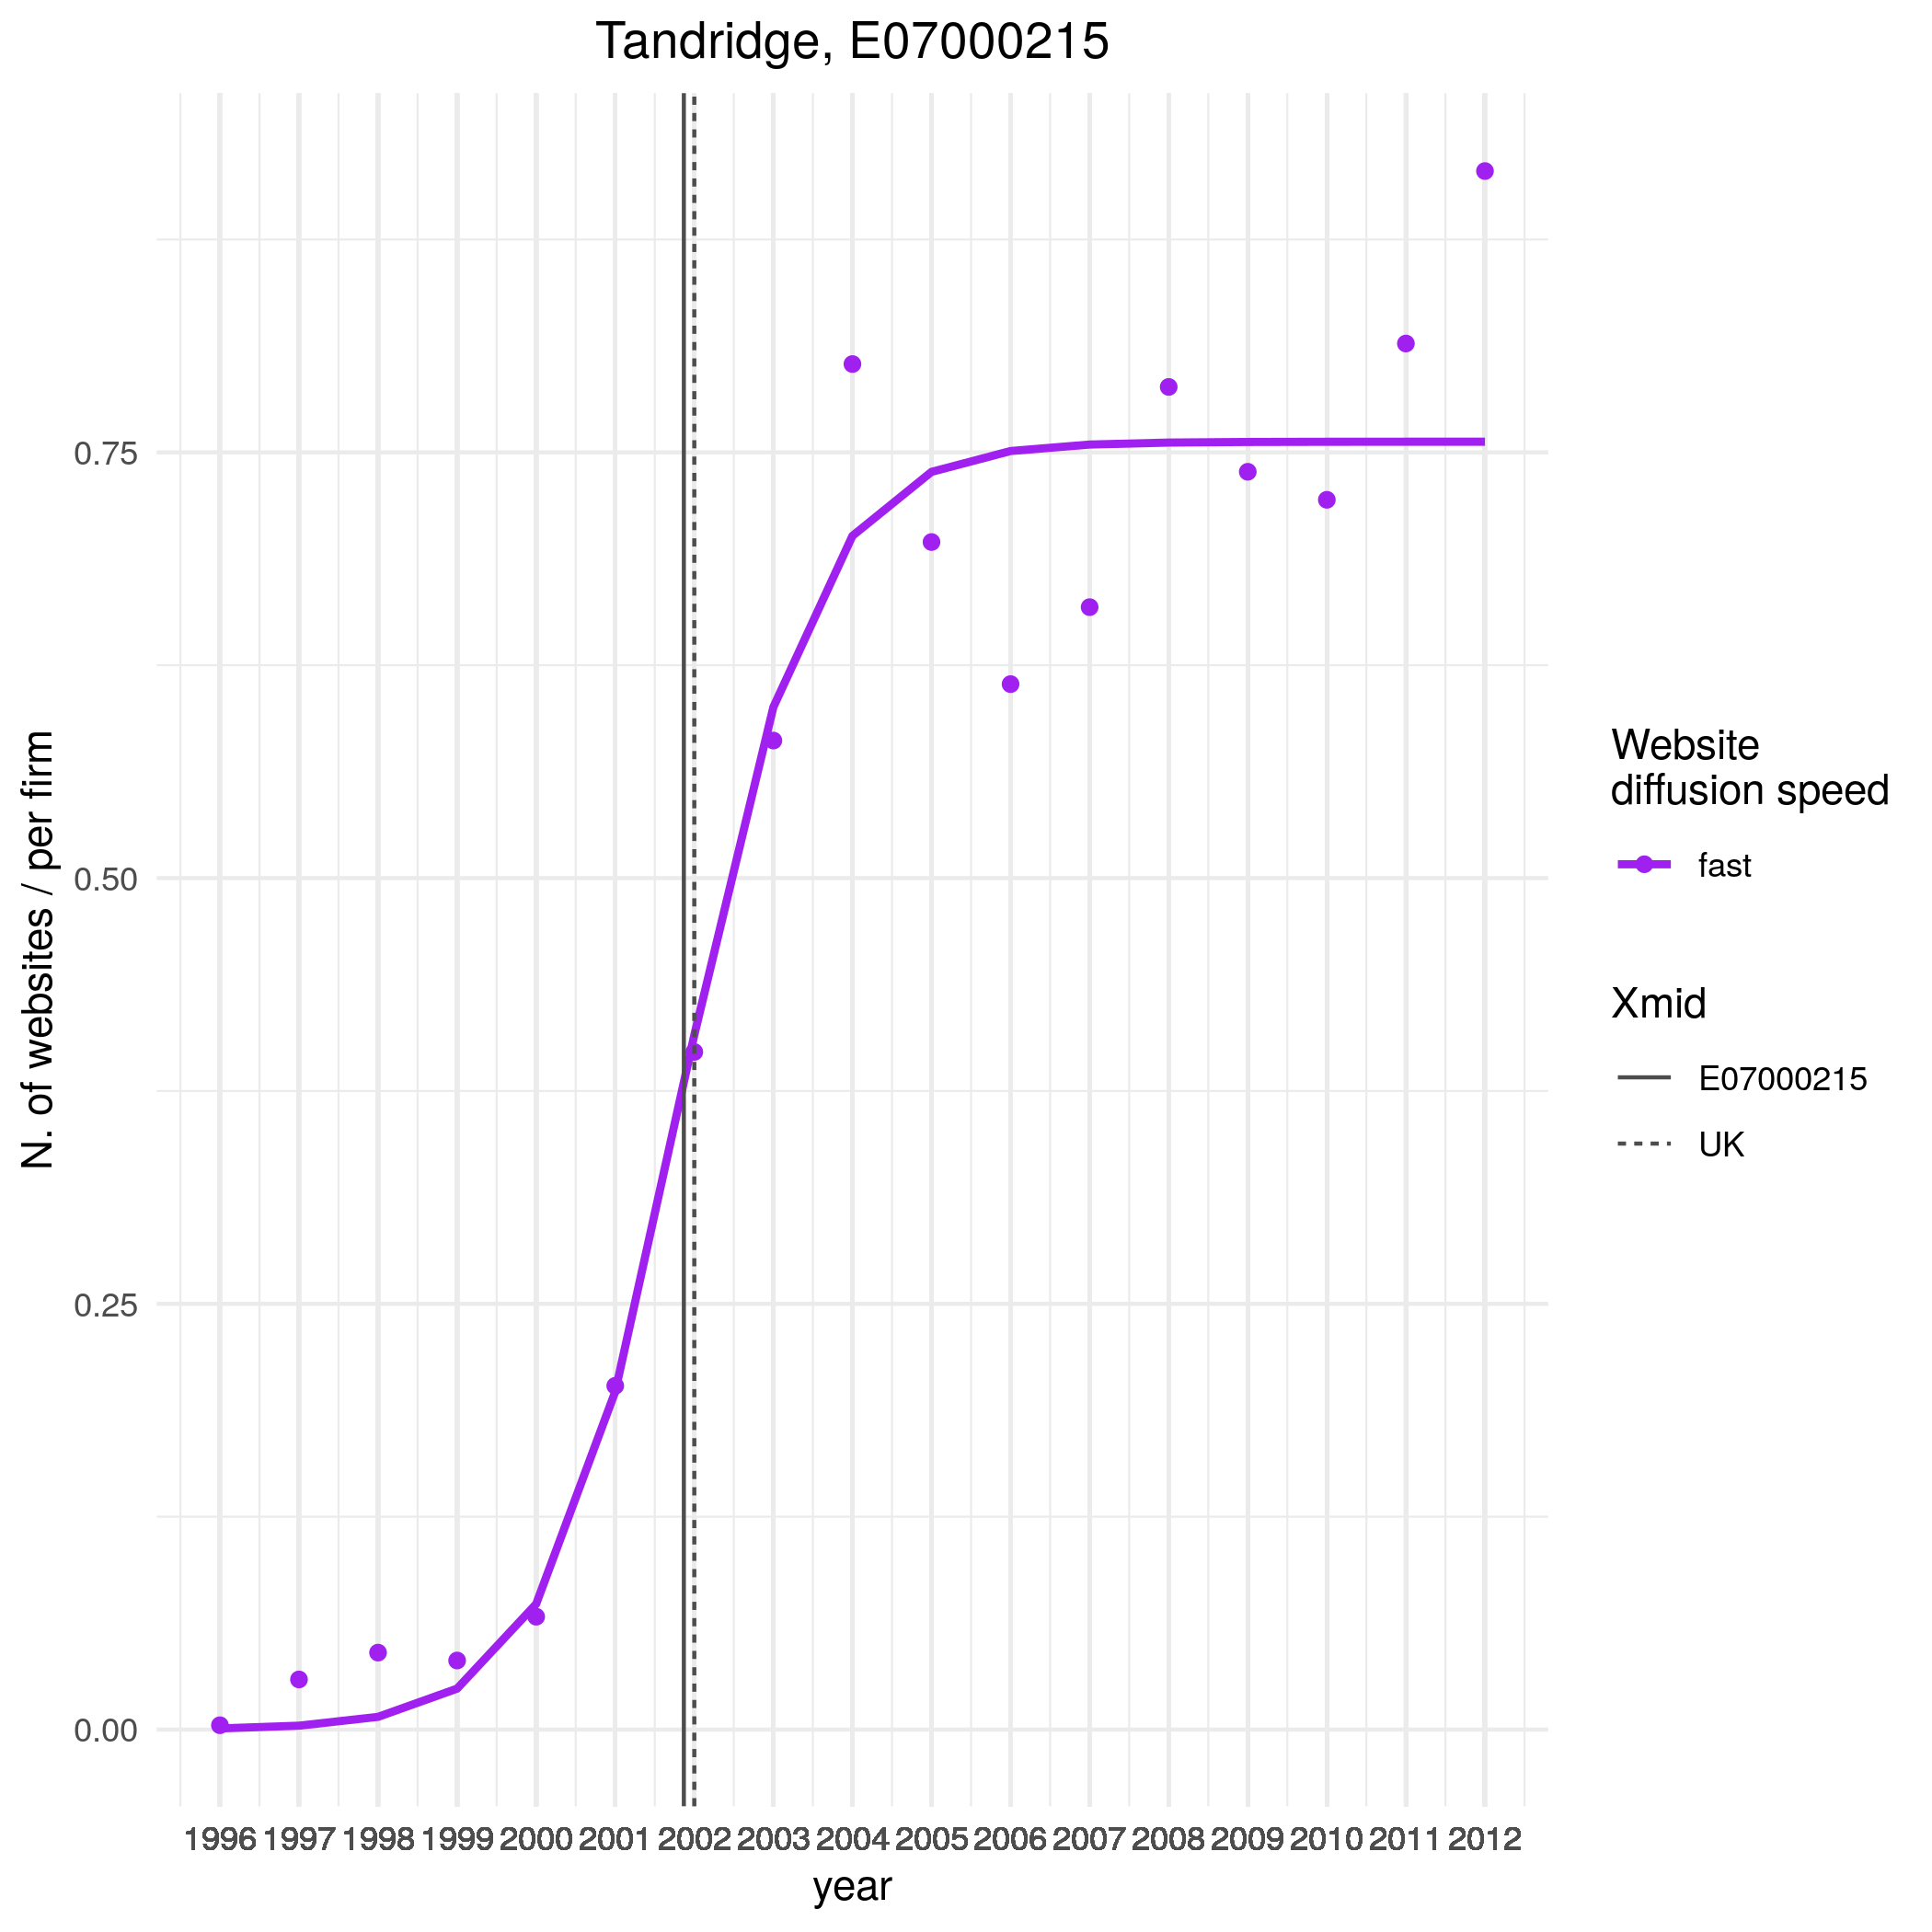 Tandridge, E07000215
N. of websites / per firm
0.75
0.50
0.25
0.00
1996 1997 1998 1999 2000 2001 2002 2003 2004 2005 2006 2007 2008 2009 2010 2011 2012
year
Website
diffusion speed
fast
Xmid
E07000215
UK